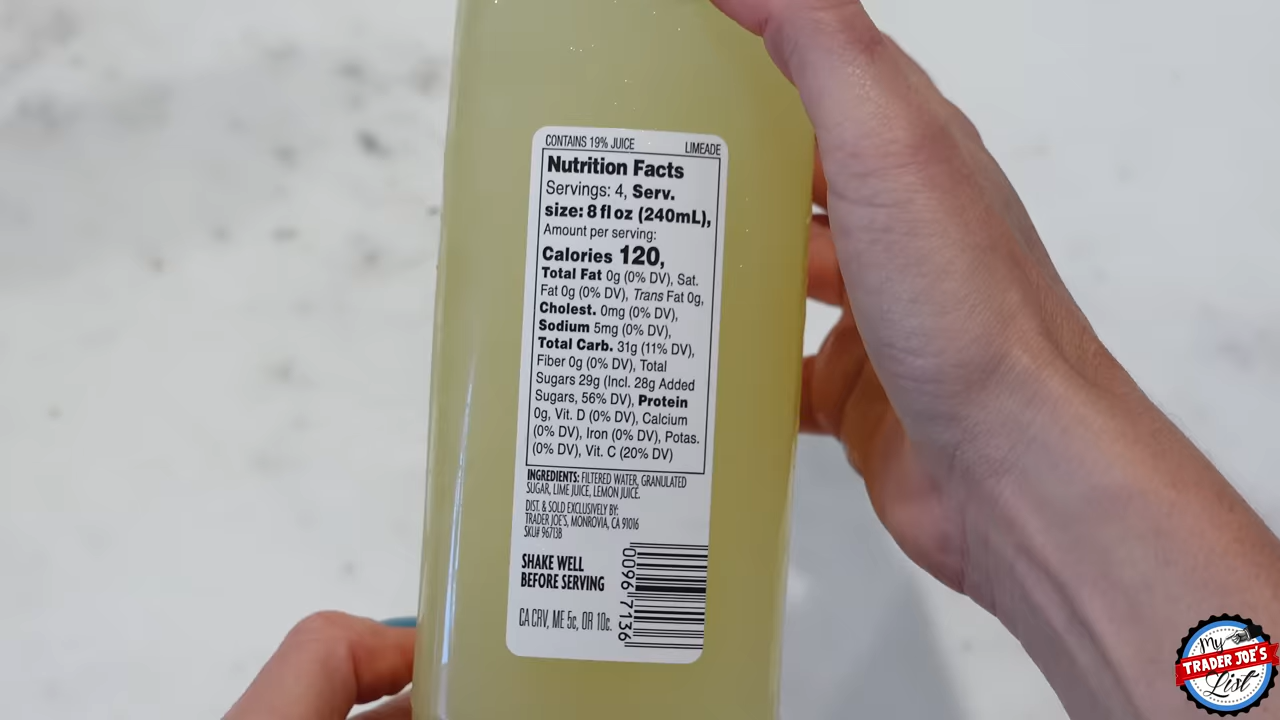 CONTAINS 19% JUICE LIMEADE
Nutrition Facts
Servings: 4, Serv.
size: 8 fl oz (240mL),
Amount per serving:
Calories 120,
Total Fat 0g (0% DV), Sat.
Fat 0g (0% DV), Trans Fat 0g,
Cholest. 0mg (0% DV),
Sodium 5mg (0% DV),
Total Carb. 31g (11% DV),
Fiber 0g (0% DV), Total
Sugars 29g (Incl. 28g Added
Sugars, 56% DV), Protein
0g, Vit. D (0% DV), Calcium
(0% DV), Iron (0% DV), Potas.
(0% DV), Vit. C (20% DV)
INGREDIENTS: FILTERED WATER, GRANULATED
SUGAR, LIME JUICE, LEMON JUICE.
DIST. & SOLD EXCLUSIVELY BY:
TRADER JOE'S, MONROVIA, CA 91016
SKU# 96713B
SHAKE WELL
BEFORE SERVING
CA CRV, ME 5¢, OR 10¢.
0096 7136
My
TRADER JOE'S
List